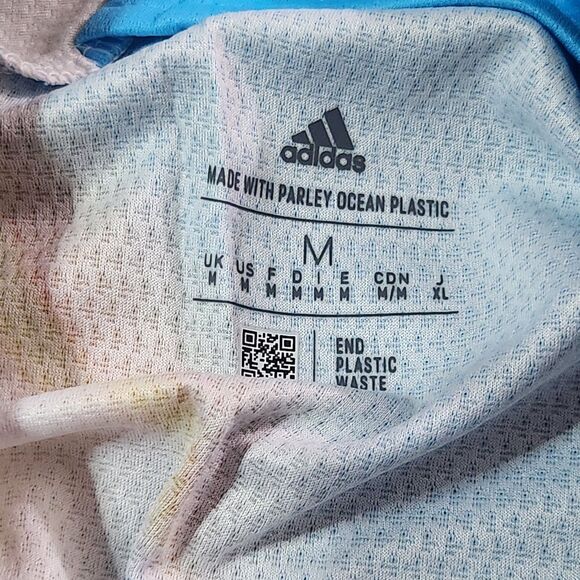 adidas
MADE WITH PARLEY OCEAN PLASTIC
M
UK US F D I E CDN J
M M M M M M M/M XL
END
PLASTIC
WASTE